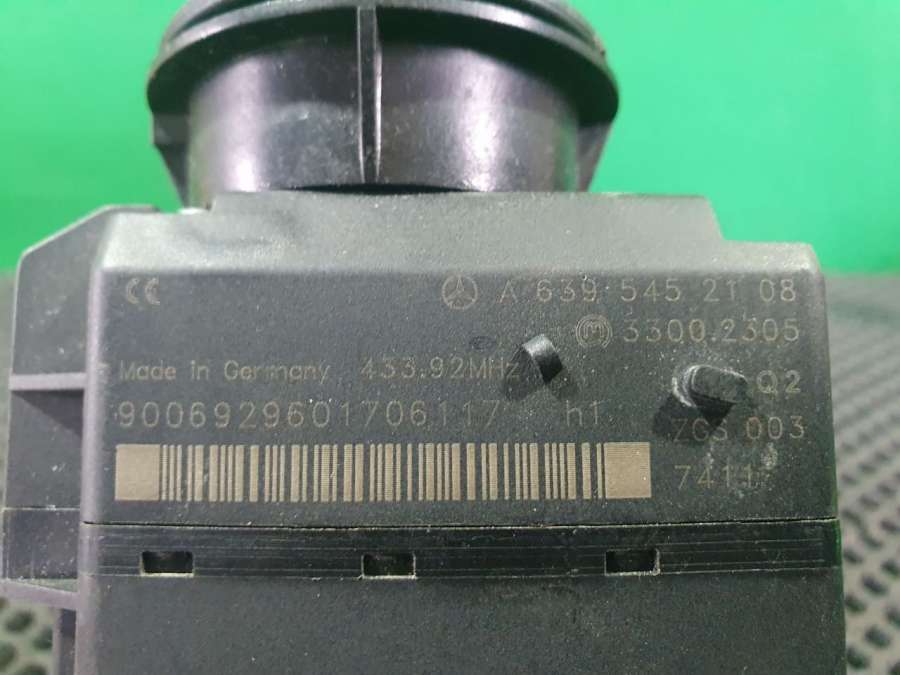 CE A 639 545 21 08
M 3300.2305
Made in Germany 433.92MHz Q2
9006929601706117 h1 ZGS 003
7411